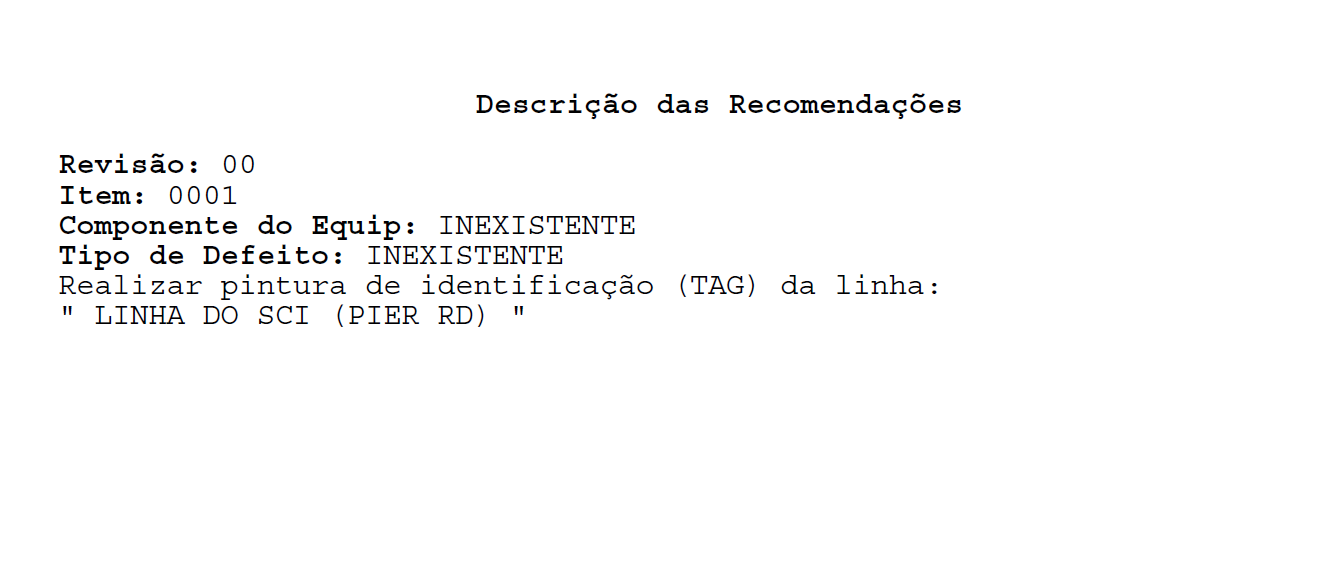 Descrição das Recomendações
Revisão: 00
Item: 0001
Componente do Equip: INEXISTENTE
Tipo de Defeito: INEXISTENTE
Realizar pintura de identificação (TAG) da linha:
" LINHA DO SCI (PIER RD) "